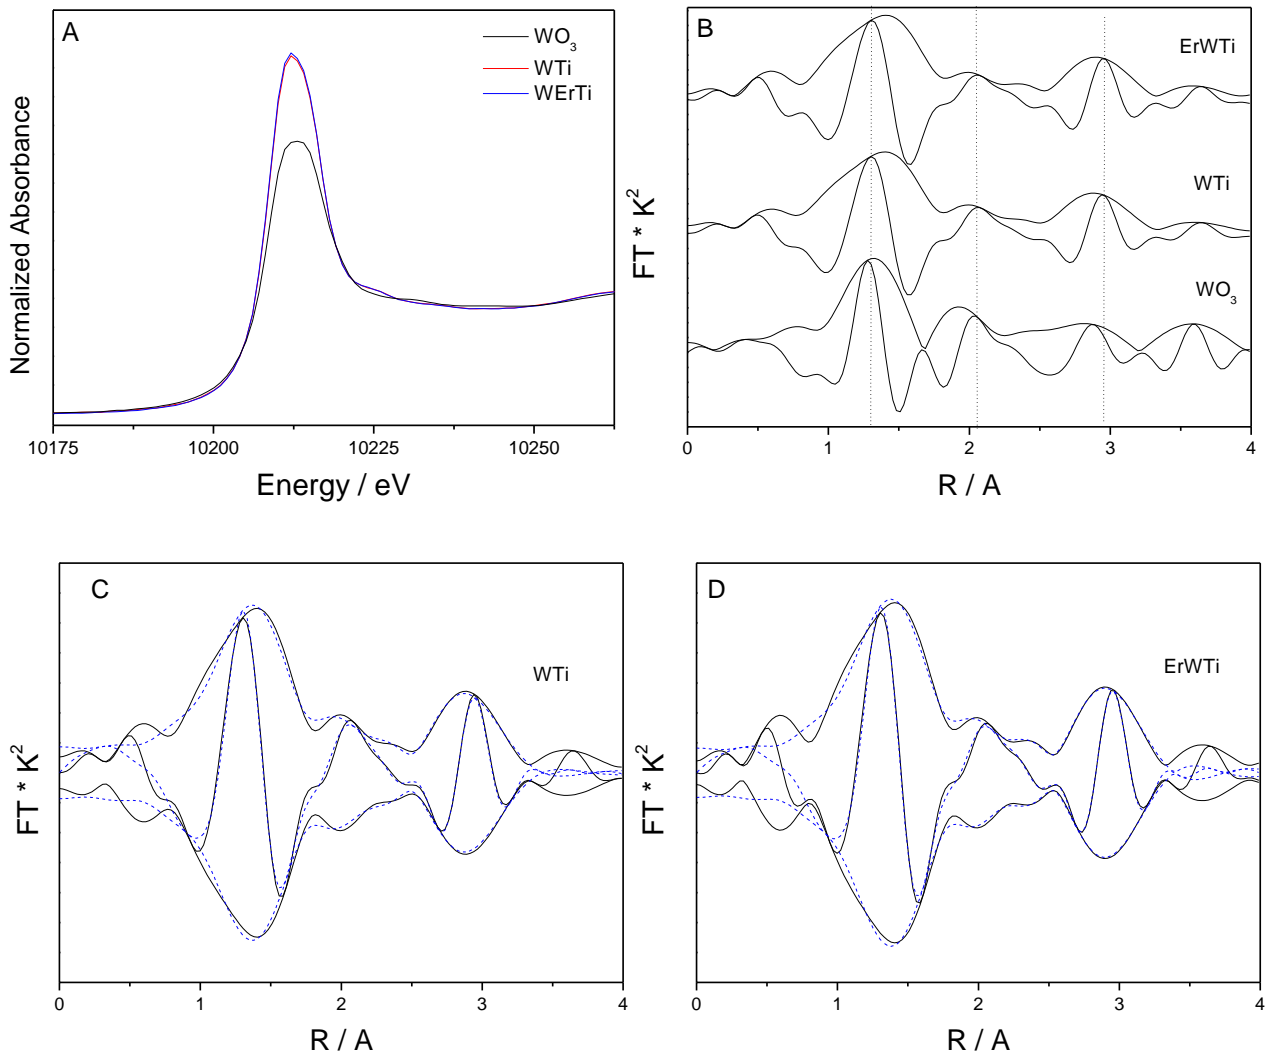 A
WO3
WTi
WErTi
Normalized Absorbance
10175 10200 10225 10250
Energy / eV
B
ErWTi
WTi
WO3
FT * K2
0 1 2 3 4
R / A
C
WTi
FT * K2
0 1 2 3 4
R / A
D
ErWTi
FT * K2
0 1 2 3 4
R / A